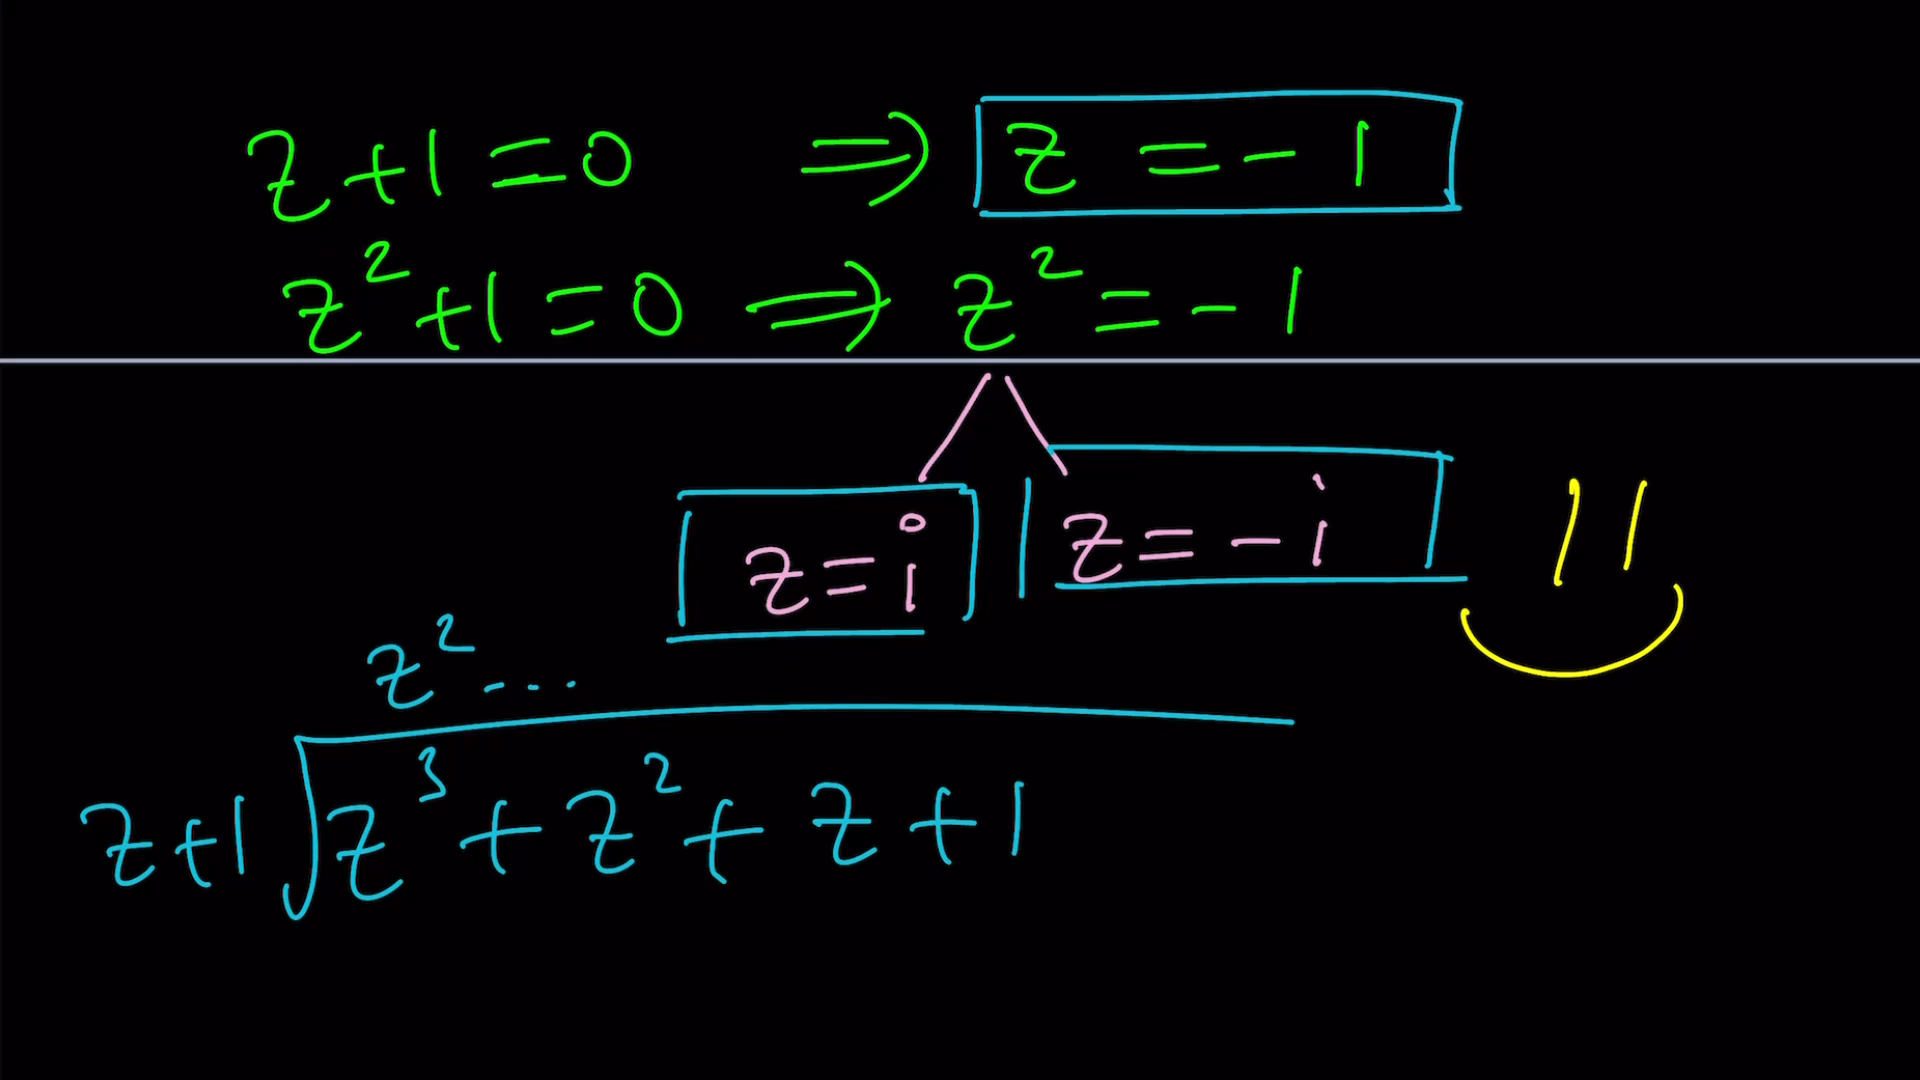 z+1=0 ⇒ z=-1
z²+1=0 ⇒ z²=-1
z=i z=-i
z²...
z+1 √z³+z²+z+1